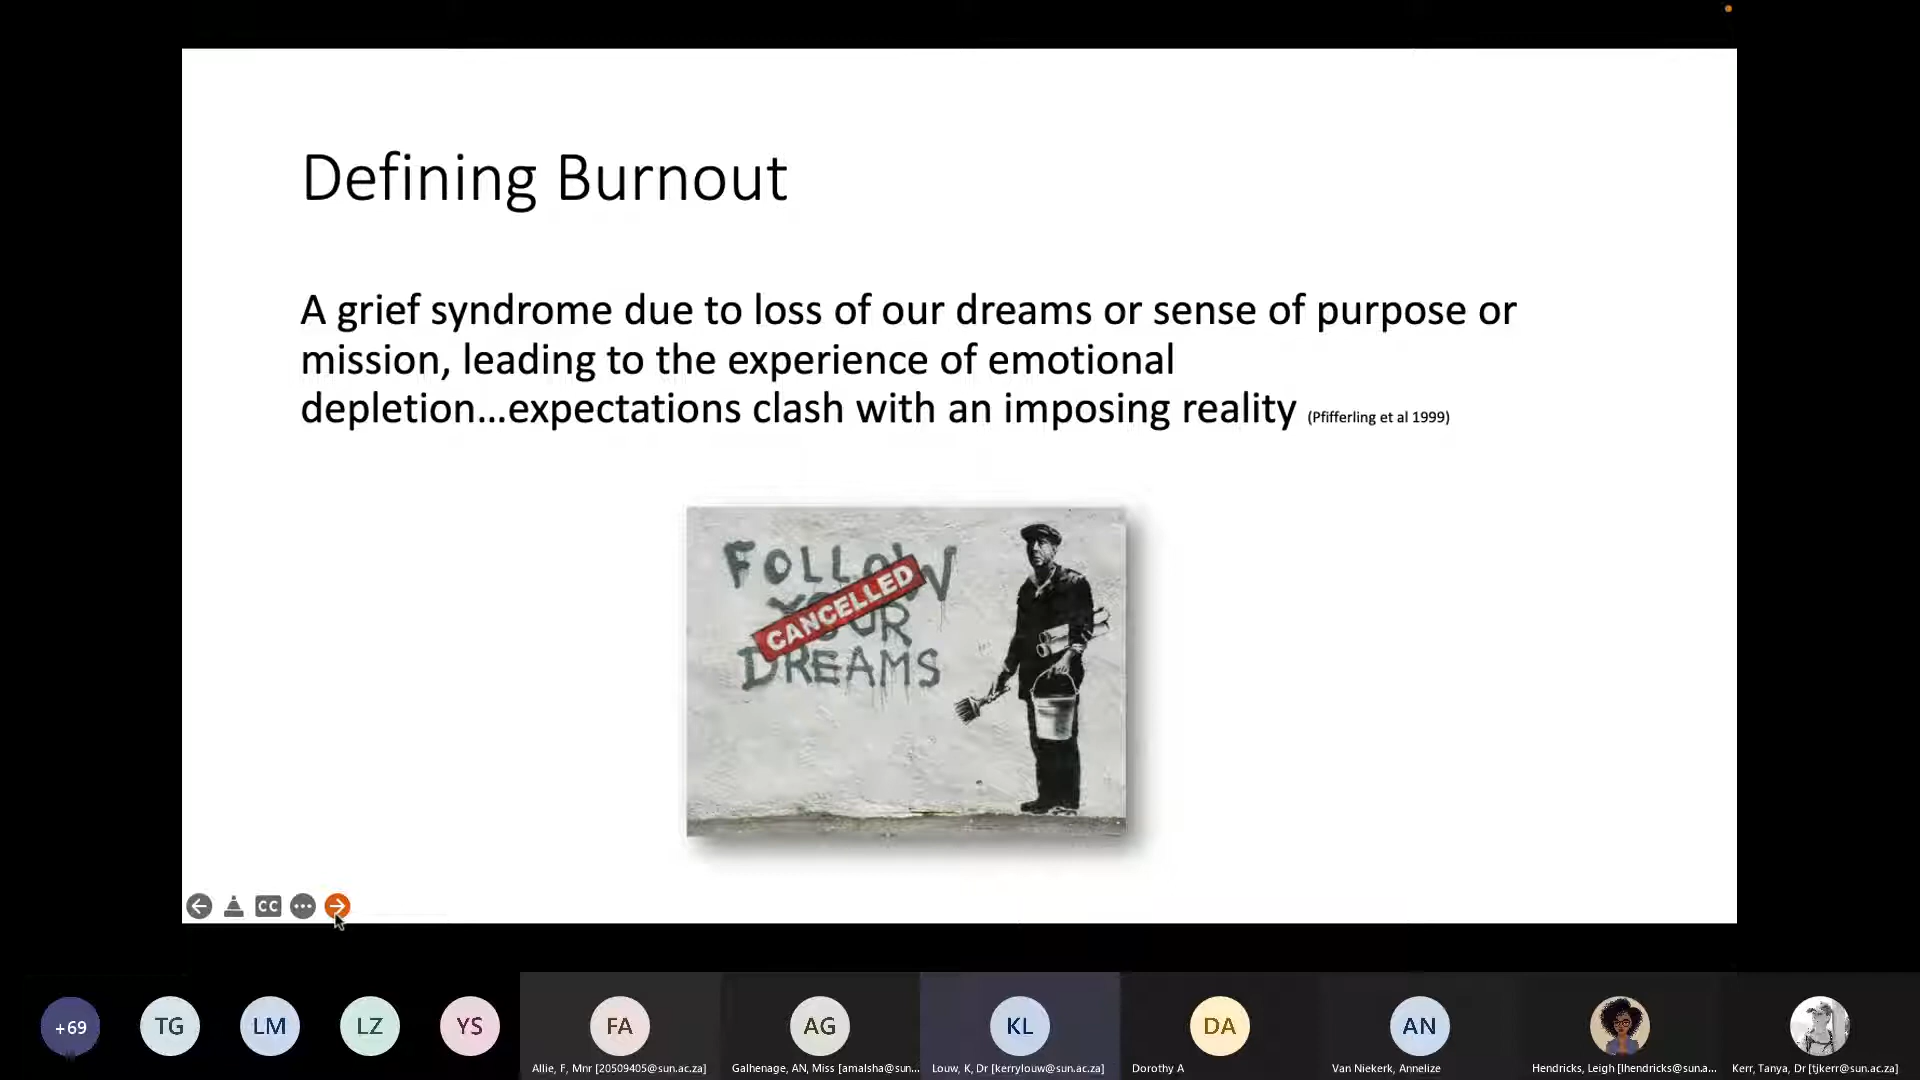 Defining Burnout
A grief syndrome due to loss of our dreams or sense of purpose or
mission, leading to the experience of emotional
depletion...expectations clash with an imposing reality (Pfifferling et al 1999)
FOLLOW
YOUR
DREAMS
CANCELLED
CC
+69
TG
LM
LZ
YS
FA
AG
KL
DA
AN
Allie, F, Mnr [20509405@sun.ac.za]
Galhenage, AN, Miss [amalsha@sun...
Louw, K, Dr [kerrylouw@sun.ac.za]
Dorothy A
Van Niekerk, Annelize
Hendricks, Leigh [lhendricks@sun.a...
Kerr, Tanya, Dr [tjkerr@sun.ac.za]